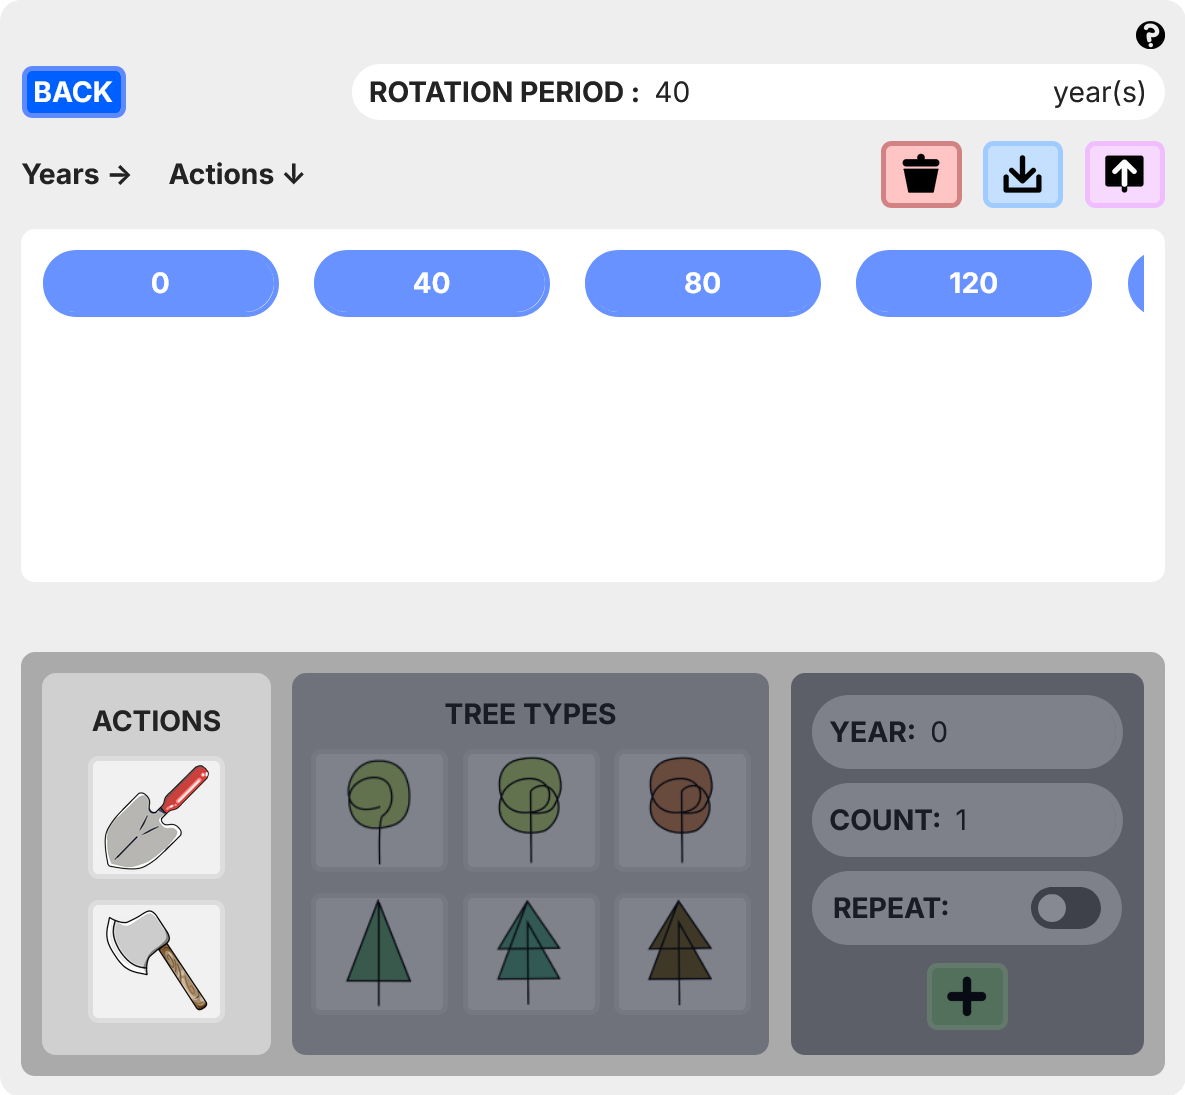 ?
BACK
ROTATION PERIOD : 40 year(s)
Years → Actions ↓
0 40 80 120
ACTIONS
TREE TYPES
YEAR: 0
COUNT: 1
REPEAT: